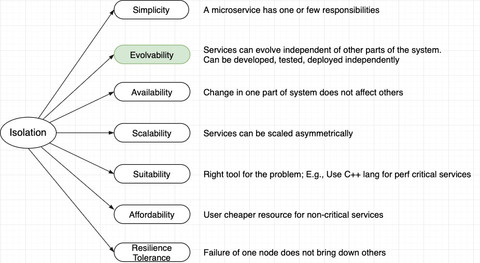 Simplicity A microservice has one or few responsibilities
Evolvability Services can evolve independent of other parts of the system.
Can be developed, tested, deployed independently
Availability Change in one part of system does not affect others
Isolation
Scalability Services can be scaled asymmetrically
Suitability Right tool for the problem; E.g., Use C++ lang for perf critical services
Affordability User cheaper resource for non-critical services
Resilience
Tolerance Failure of one node does not bring down others